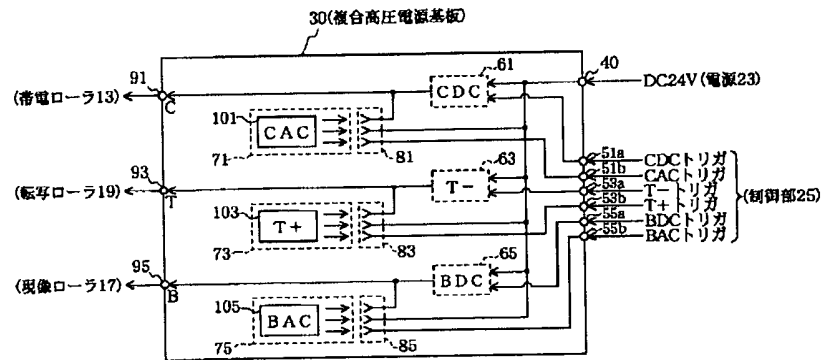 30(複合高圧電源基板)
91
61
40
(帯電ローラ13)
C
CDC
DC24V(電源23)
101
CAC
71
81
51a
CDCトリガ
51b
CACトリガ
93
63
53a
T−トリガ
(転写ローラ19)
T
T−
53b
T+トリガ
(制御部25)
103
T+
73
83
55a
BDCトリガ
55b
BACトリガ
95
65
(現像ローラ17)
B
BDC
105
BAC
75
85